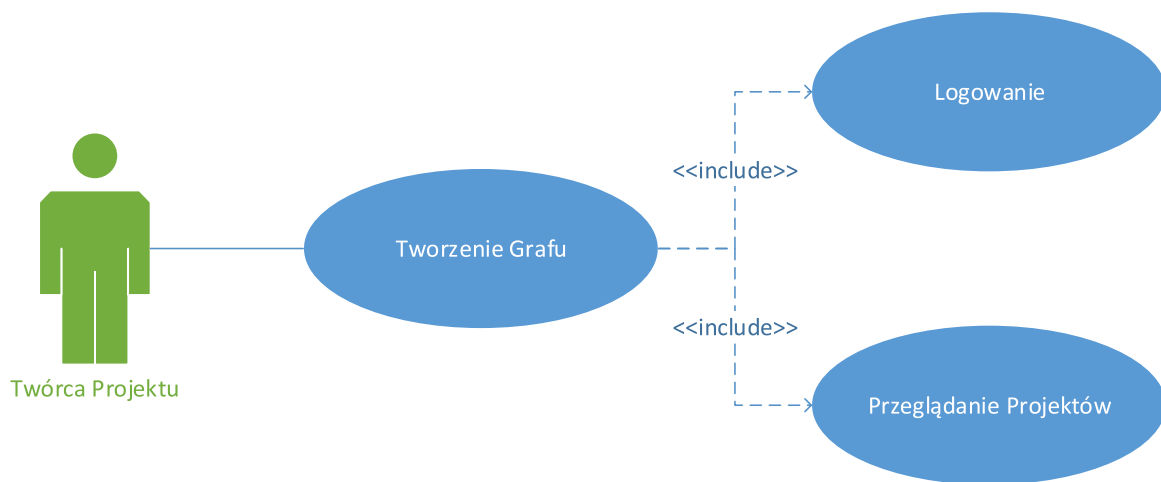 Logowanie
<<include>>
Tworzenie Grafu
<<include>>
Twórca Projektu
Przeglądanie Projektów